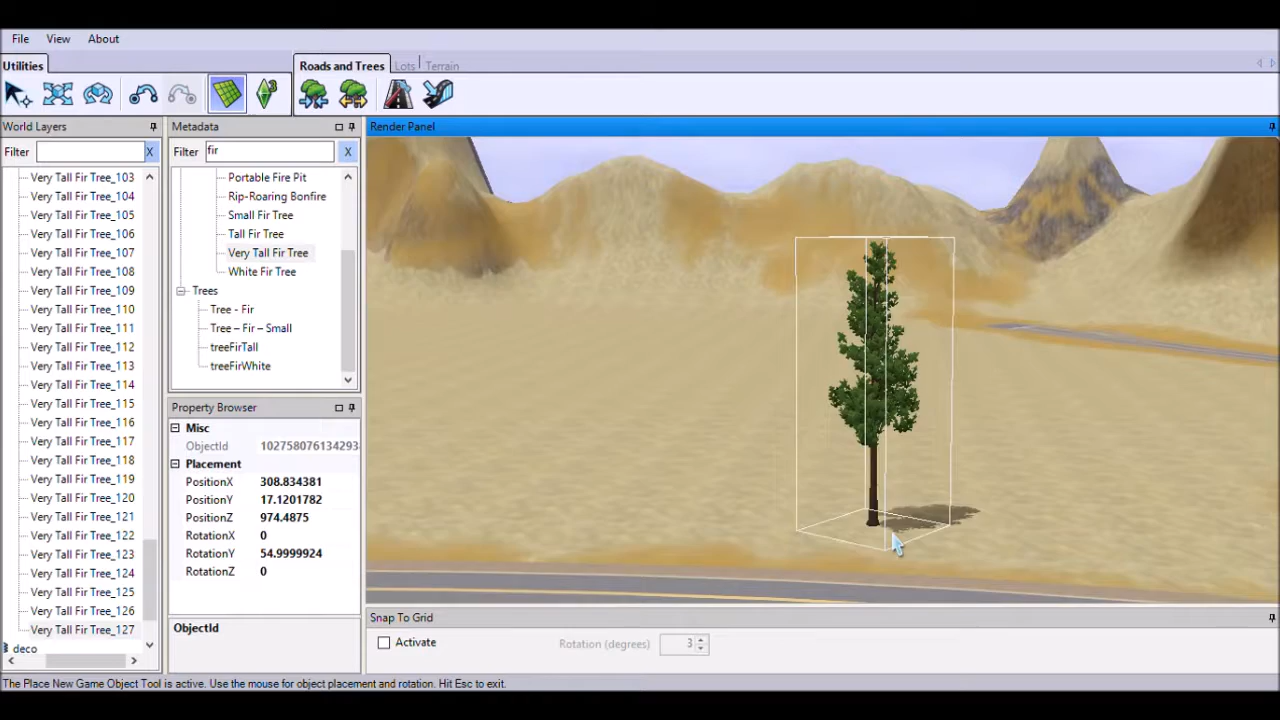 File View About
Utilities
Roads and Trees Lots Terrain
World Layers
Filter X
Very Tall Fir Tree_103
Very Tall Fir Tree_104
Very Tall Fir Tree_105
Very Tall Fir Tree_106
Very Tall Fir Tree_107
Very Tall Fir Tree_108
Very Tall Fir Tree_109
Very Tall Fir Tree_110
Very Tall Fir Tree_111
Very Tall Fir Tree_112
Very Tall Fir Tree_113
Very Tall Fir Tree_114
Very Tall Fir Tree_115
Very Tall Fir Tree_116
Very Tall Fir Tree_117
Very Tall Fir Tree_118
Very Tall Fir Tree_119
Very Tall Fir Tree_120
Very Tall Fir Tree_121
Very Tall Fir Tree_122
Very Tall Fir Tree_123
Very Tall Fir Tree_124
Very Tall Fir Tree_125
Very Tall Fir Tree_126
Very Tall Fir Tree_127
deco
Metadata
Filter fir X
Portable Fire Pit
Rip-Roaring Bonfire
Small Fir Tree
Tall Fir Tree
Very Tall Fir Tree
White Fir Tree
Trees
Tree - Fir
Tree – Fir – Small
treeFirTall
treeFirWhite
Property Browser
Misc
ObjectId 102758076134293
Placement
PositionX 308.834381
PositionY 17.1201782
PositionZ 974.4875
RotationX 0
RotationY 54.9999924
RotationZ 0
ObjectId
Render Panel
Snap To Grid
Activate Rotation (degrees) 3
The Place New Game Object Tool is active. Use the mouse for object placement and rotation. Hit Esc to exit.